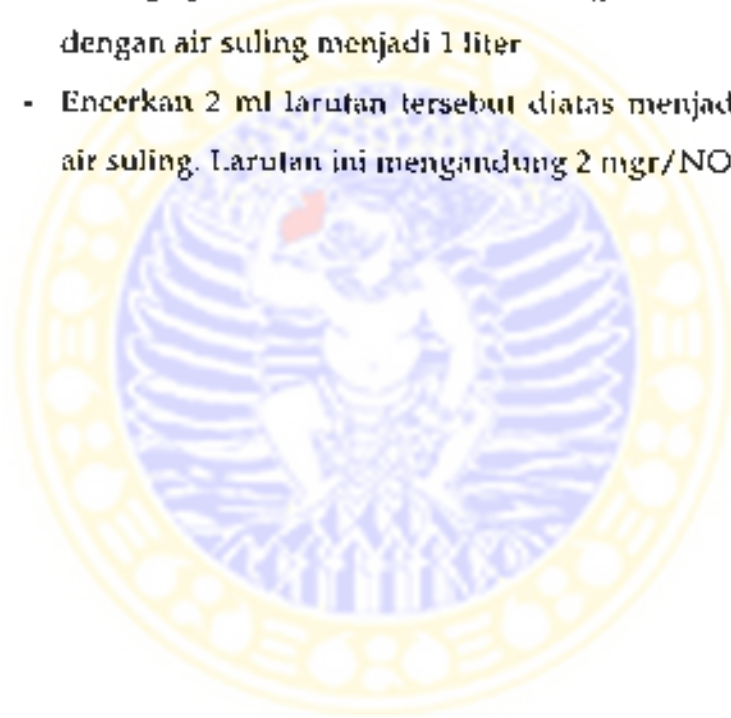 dengan air suling menjadi 1 liter
- Encerkan 2 ml larutan tersebut diatas menjad
air suling. Larutan ini mengandung 2 mgr/NO